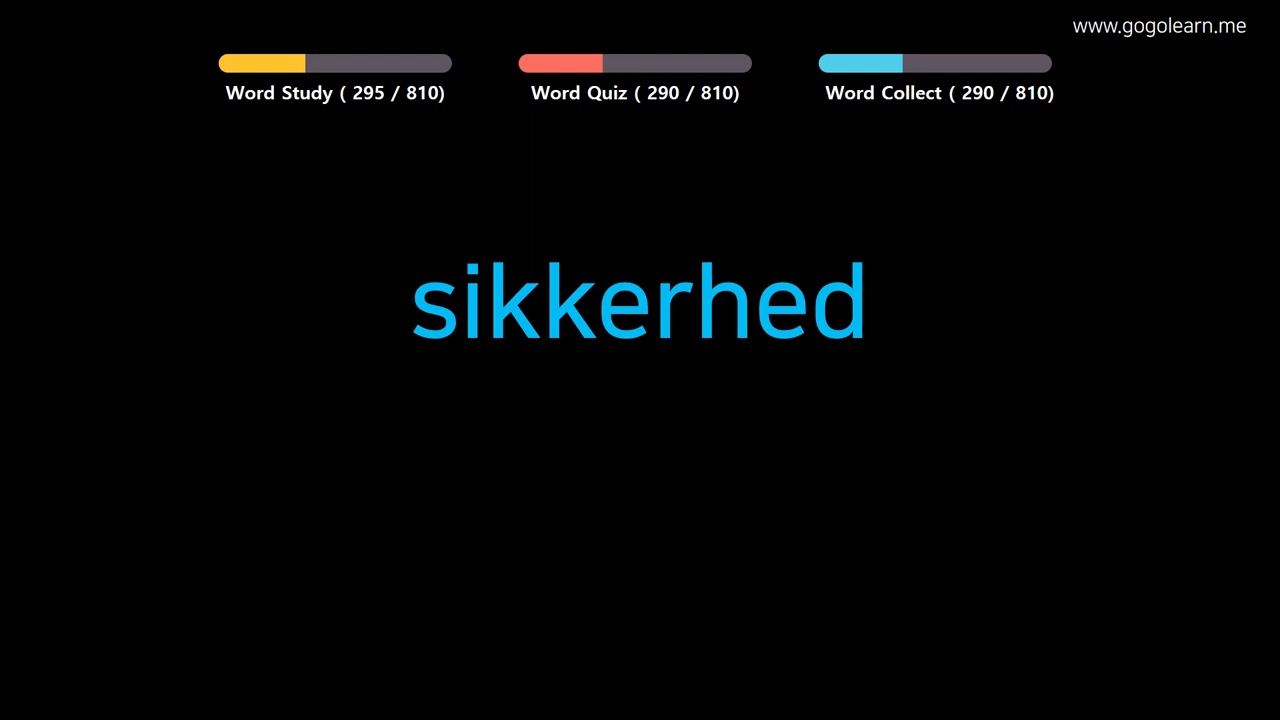 www.gogolearn.me
Word Study ( 295 / 810)
Word Quiz ( 290 / 810)
Word Collect ( 290 / 810)
sikkerhed